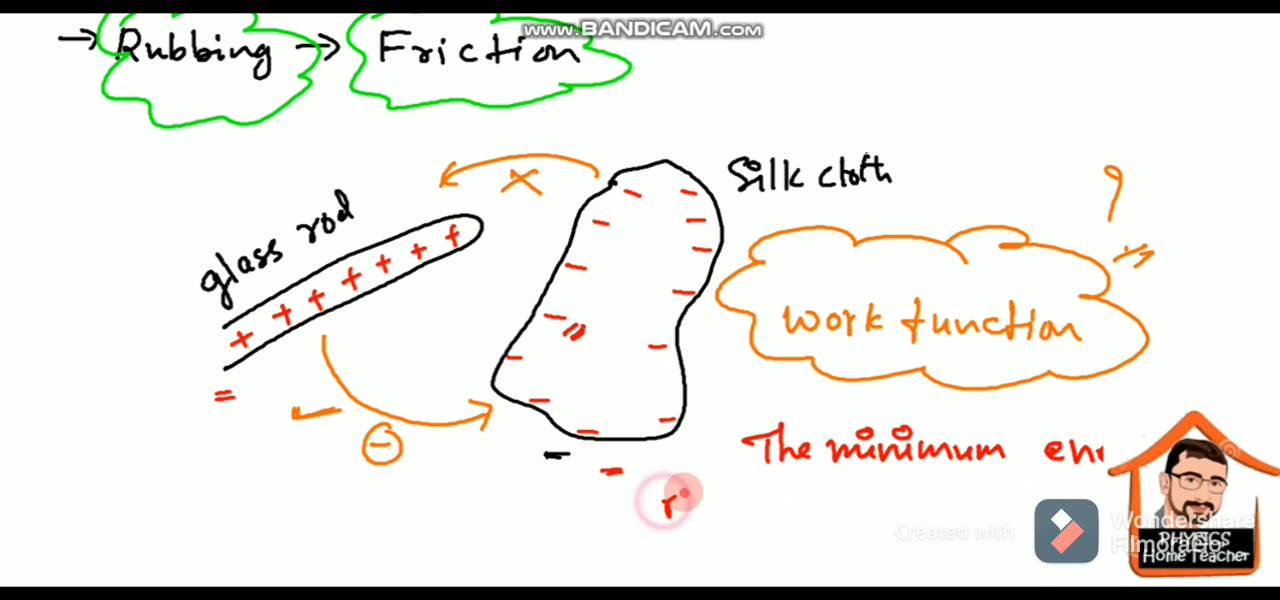 www.BANDICAM.com
→ Rubbing → Friction
Silk cloth
glass rod
+ + + + + + +
work function
?
The minimum
Created with
Wondershare
Filmora
PHYSICS
Home Teacher